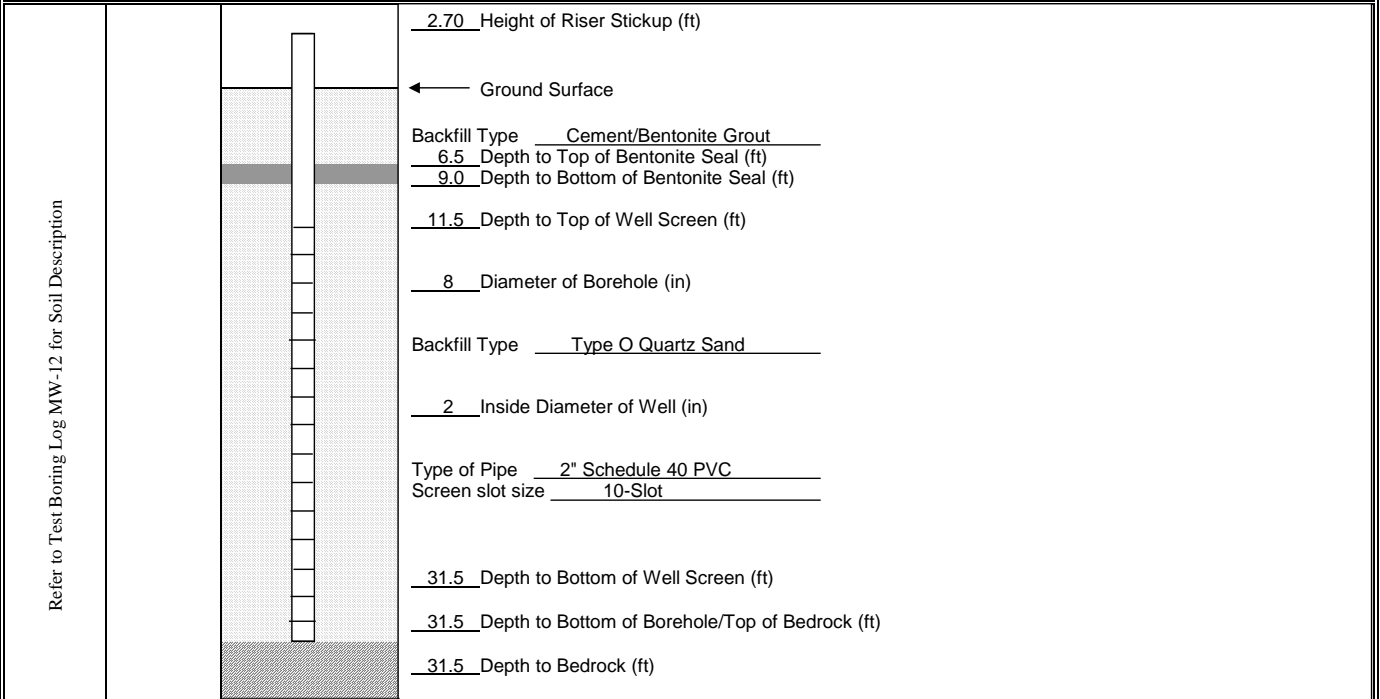 2.70 Height of Riser Stickup (ft)
Ground Surface
Backfill Type Cement/Bentonite Grout
6.5 Depth to Top of Bentonite Seal (ft)
9.0 Depth to Bottom of Bentonite Seal (ft)
11.5 Depth to Top of Well Screen (ft)
8 Diameter of Borehole (in)
Backfill Type Type O Quartz Sand
2 Inside Diameter of Well (in)
Type of Pipe 2" Schedule 40 PVC
Screen slot size 10-Slot
31.5 Depth to Bottom of Well Screen (ft)
31.5 Depth to Bottom of Borehole/Top of Bedrock (ft)
31.5 Depth to Bedrock (ft)
Refer to Test Boring Log MW-12 for Soil Description